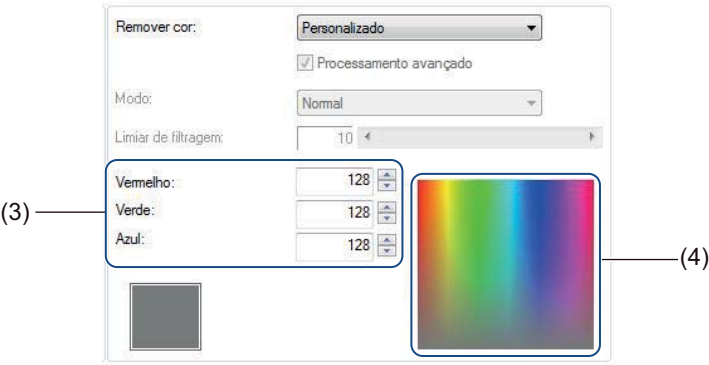 Remover cor: Personalizado
Processamento avançado
Modo: Normal
Limiar de filtragem: 10
Vermelho: 128
(3) Verde: 128
Azul: 128
(4)